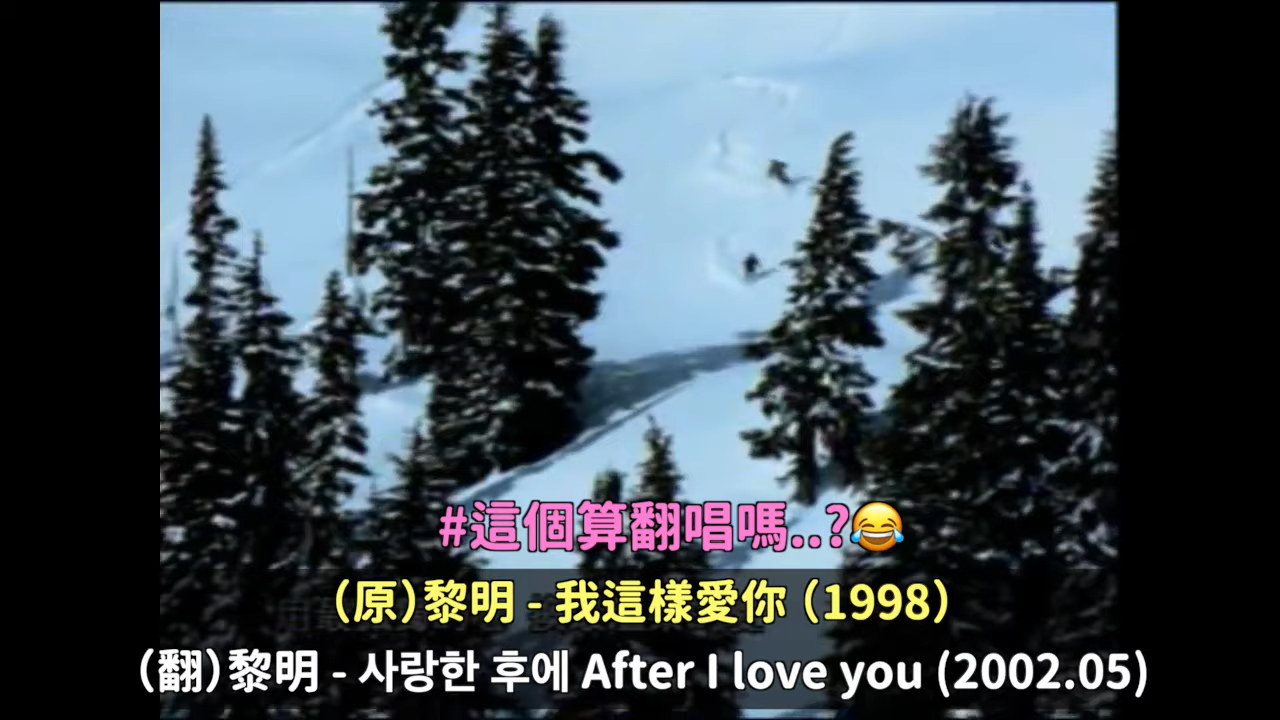 #這個算翻唱嗎..?😂
(原)黎明 - 我這樣愛你 (1998)
(翻)黎明 - 사랑한 후에 After I love you (2002.05)